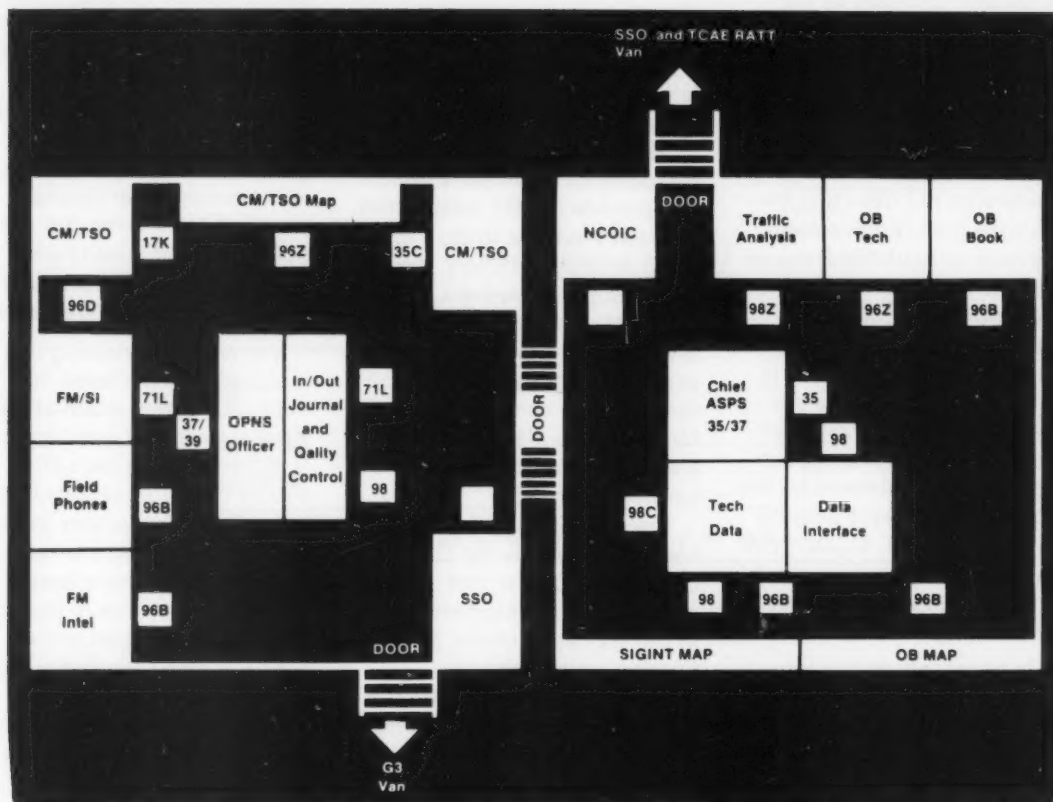 SSO and TCAE RATT
Van
CM/TSO
17K
CM/TSO Map
96Z
35C
CM/TSO
96D
FM/SI
71L
37/
39
OPNS
Officer
In/Out
Journal
and
Qality
Control
71L
98
Field
Phones
96B
FM
Intel
96B
SSO
DOOR
G3
Van
DOOR
NCOIC
DOOR
Traffic
Analysis
OB
Tech
OB
Book
98Z
96Z
96B
Chief
ASPS
35/37
35
98
98C
Tech
Data
Data
Interface
98
96B
96B
SIGINT MAP
OB MAP